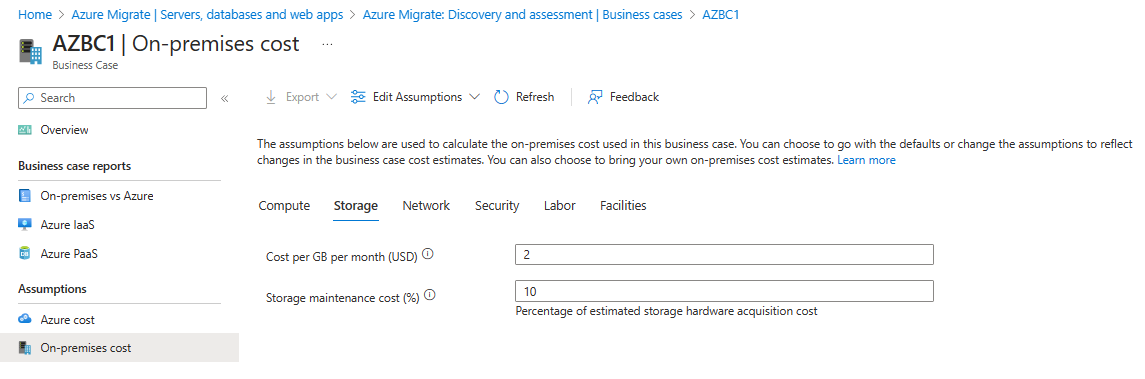 Home > Azure Migrate | Servers, databases and web apps > Azure Migrate: Discovery and assessment | Business cases > AZBC1
AZBC1 | On-premises cost ...
Business Case
Search «
Export Edit Assumptions Refresh Feedback
Overview
Business case reports
On-premises vs Azure
Azure IaaS
Azure PaaS
Assumptions
Azure cost
On-premises cost
The assumptions below are used to calculate the on-premises cost used in this business case. You can choose to go with the defaults or change the assumptions to reflect
changes in the business case cost estimates. You can also choose to bring your own on-premises cost estimates. Learn more
Compute Storage Network Security Labor Facilities
Cost per GB per month (USD) 2
Storage maintenance cost (%) 10
Percentage of estimated storage hardware acquisition cost